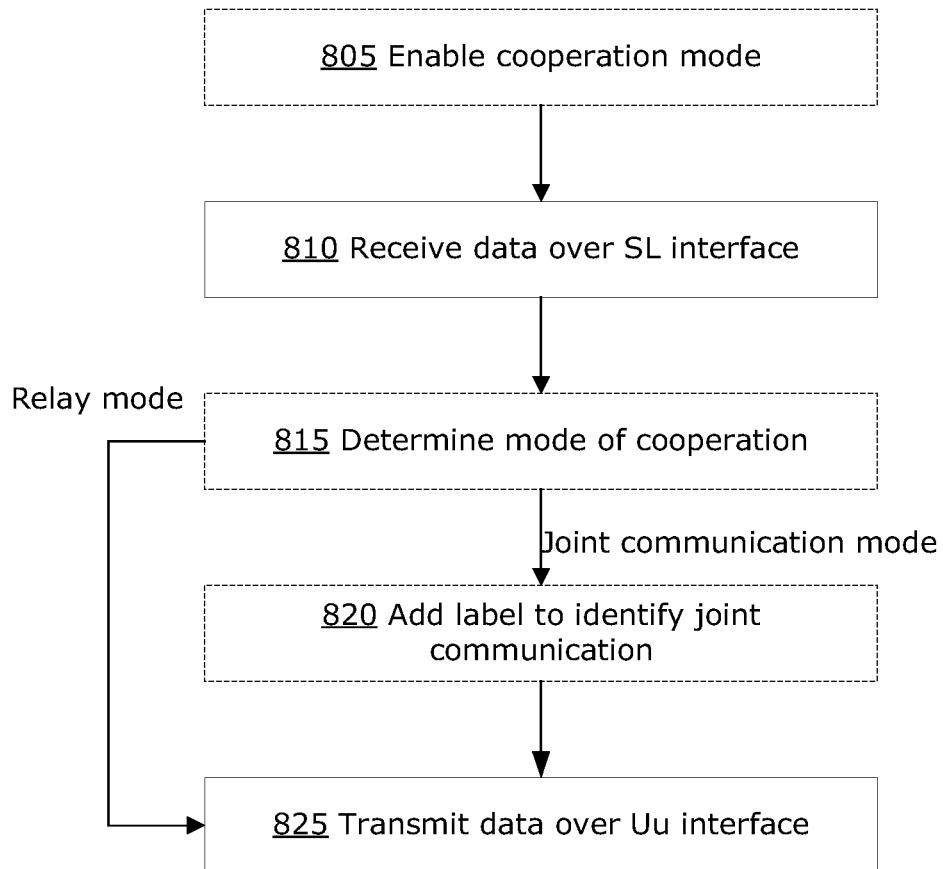 805 Enable cooperation mode
810 Receive data over SL interface
Relay mode
815 Determine mode of cooperation
Joint communication mode
820 Add label to identify joint
communication
825 Transmit data over Uu interface